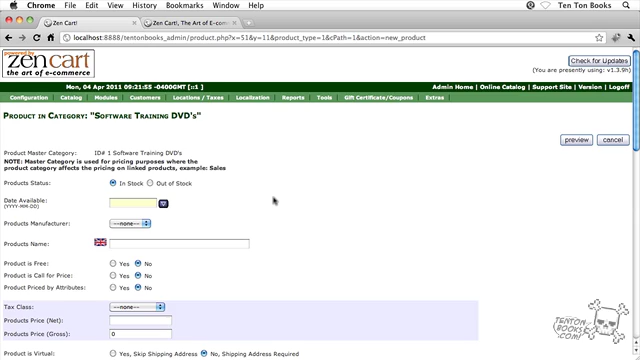 Chrome File Edit View History Bookmarks Window Help Ten Ton Books
Zen Cart! Zen Cart!, The Art of E-comm
localhost:8888/tentonbooks_admin/product.php?x=51&y=11&product_type=1&cPath=1&action=new_product
powered by
zencart
the art of e-commerce
Check for Updates
(You are presently using: v1.3.9h)
Mon, 04 Apr 2011 09:21:55 -0400GMT [::1]
Admin Home | Online Catalog | Support Site | Version | Logoff
Configuration Catalog Modules Customers Locations / Taxes Localization Reports Tools Gift Certificate/Coupons Extras
Product in Category: "Software Training DVD's"
preview cancel
Product Master Category: ID# 1 Software Training DVD's
NOTE: Master Category is used for pricing purposes where the
product category affects the pricing on linked products, example: Sales
Products Status: In Stock Out of Stock
Date Available:
(YYYY-MM-DD)
Products Manufacturer: --none--
Products Name:
Product is Free: Yes No
Product is Call for Price: Yes No
Product Priced by Attributes: Yes No
Tax Class: --none--
Products Price (Net):
Products Price (Gross): 0
Product is Virtual: Yes, Skip Shipping Address No, Shipping Address Required
TENTON
BOOKS
.COM!